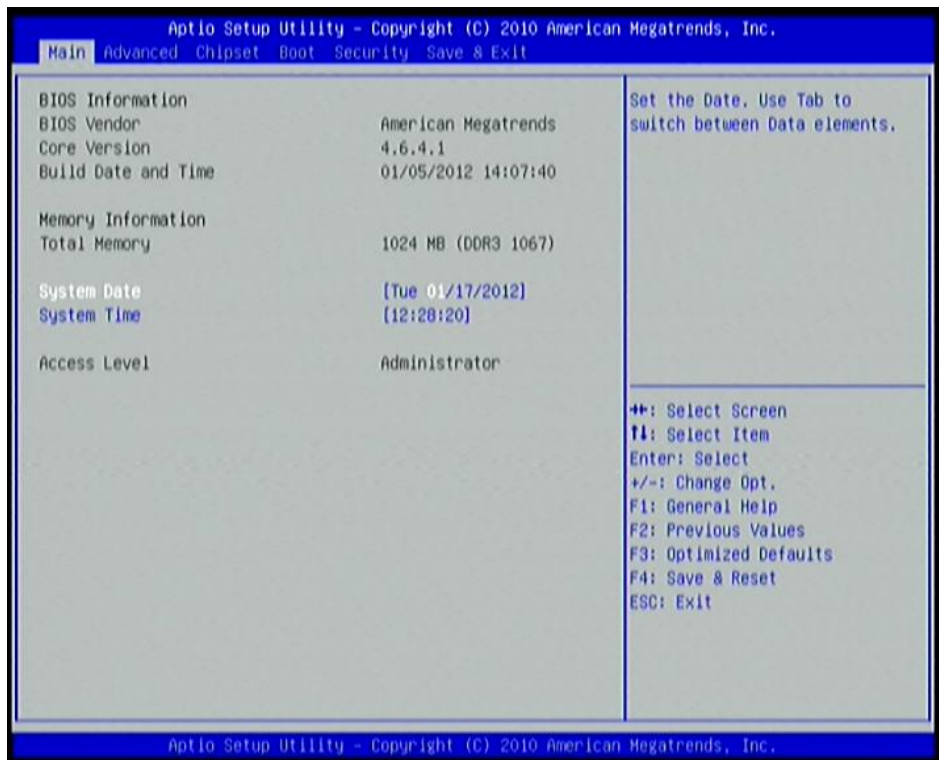 Aptio Setup Utility - Copyright (C) 2010 American Megatrends, Inc.
Main Advanced Chipset Boot Security Save & Exit
BIOS Information
BIOS Vendor American Megatrends
Core Version 4.6.4.1
Build Date and Time 01/05/2012 14:07:40
Memory Information
Total Memory 1024 MB (DDR3 1067)
System Date [Tue 01/17/2012]
System Time [12:28:20]
Access Level Administrator
Set the Date. Use Tab to
switch between Data elements.
→←: Select Screen
↑↓: Select Item
Enter: Select
+/-: Change Opt.
F1: General Help
F2: Previous Values
F3: Optimized Defaults
F4: Save & Reset
ESC: Exit
Aptio Setup Utility - Copyright (C) 2010 American Megatrends, Inc.